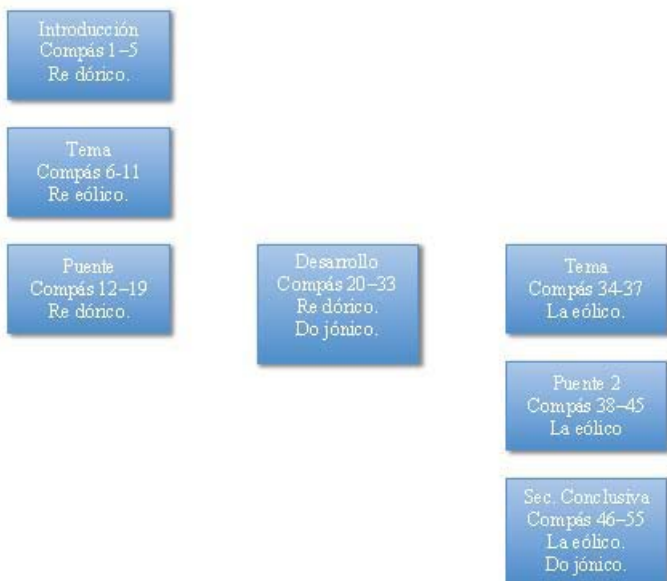 Introducción
Compás 1–5
Re dórico.
Tema
Compás 6-11
Re eólico.
Puente
Compás 12–19
Re dórico.
Desarrollo
Compás 20–33
Re dórico.
Do jónico.
Tema
Compás 34-37
La eólico.
Puente 2
Compás 38–45
La eólico
Sec. Conclusiva
Compás 46–55
La eólico.
Do jónico.